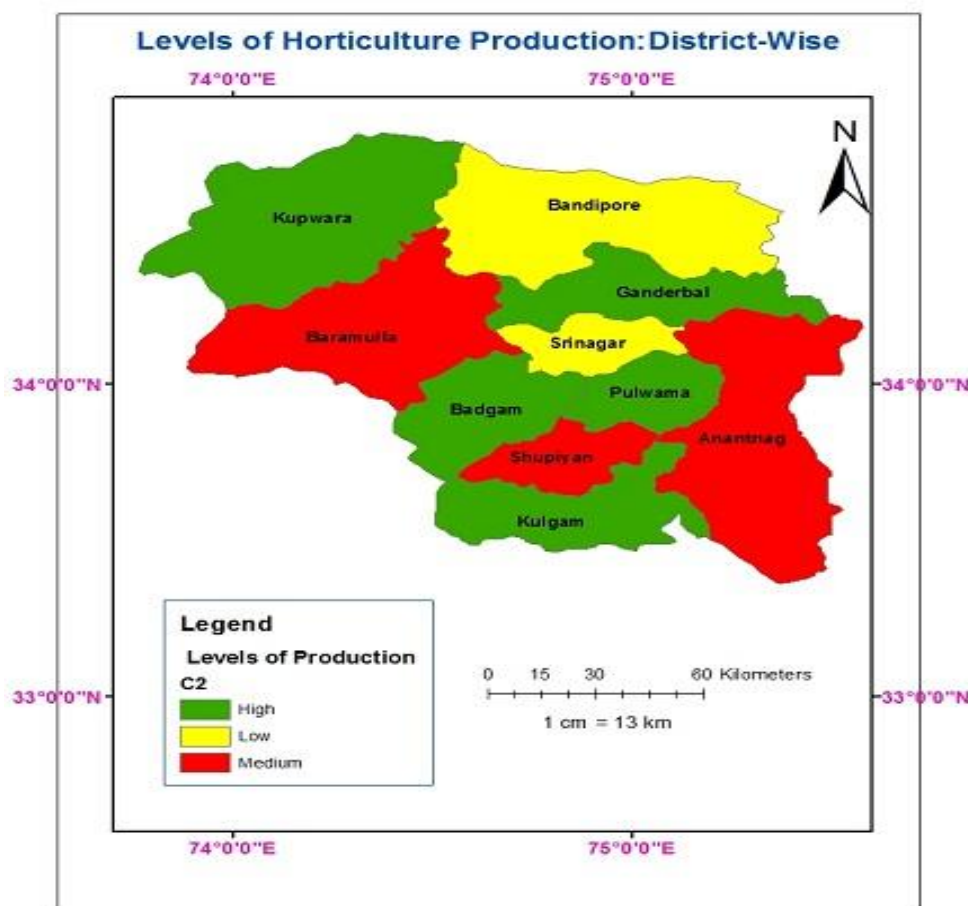 Levels of Horticulture Production: District-Wise
74°0'0"E 75°0'0"E
N
Kupwara
Bandipore
Ganderbal
Baramulla
Srinagar
34°0'0"N 34°0'0"N
Badgam
Pulwama
Anantnag
Shupiyan
Kulgam
Legend
Levels of Production
C2
High
Low
Medium
0 15 30 60 Kilometers
1 cm = 13 km
33°0'0"N 33°0'0"N
74°0'0"E 75°0'0"E